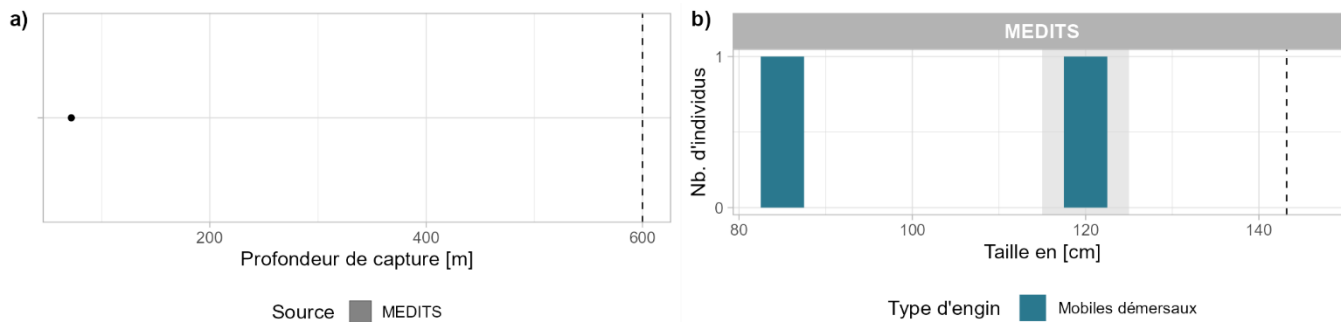 a)
200
400
600
Profondeur de capture [m]
Source MEDITS
b)
MEDITS
1
0
Nb. d'individus
80
100
120
140
Taille en [cm]
Type d'engin Mobiles démersaux